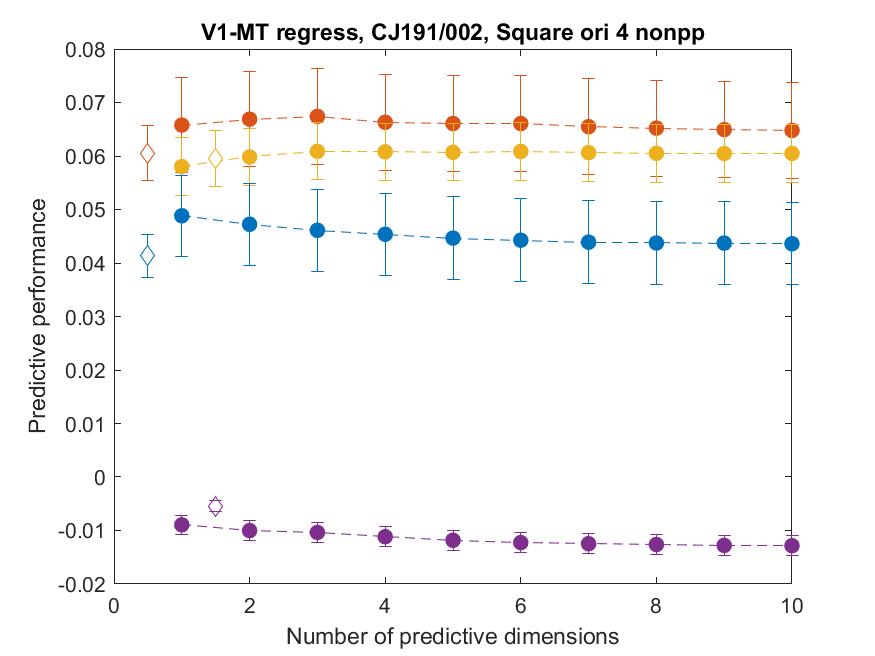 V1-MT regress, CJ191/002, Square ori 4 nonpp
0.08
0.07
0.06
0.05
0.04
0.03
0.02
0.01
0
-0.01
-0.02
Predictive performance
0 2 4 6 8 10
Number of predictive dimensions